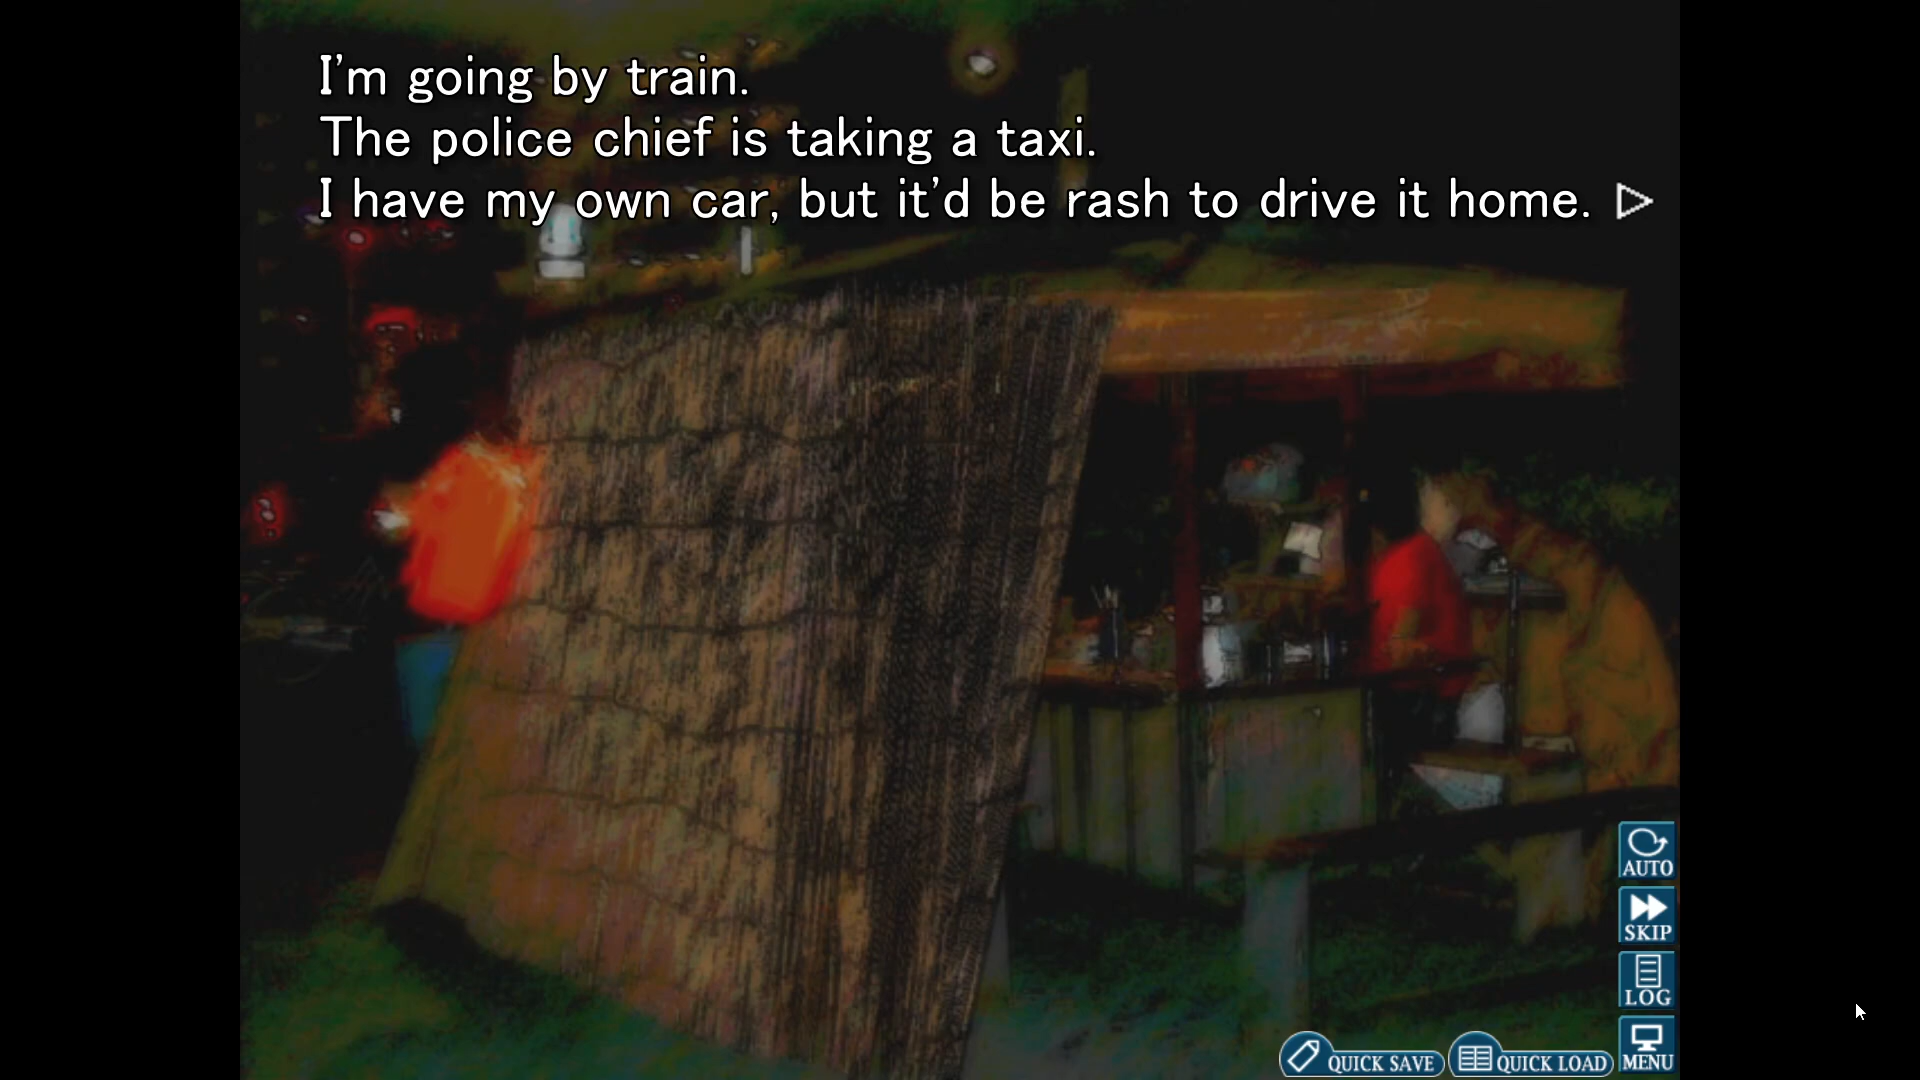 I'm going by train.
The police chief is taking a taxi.
I have my own car, but it'd be rash to drive it home.
AUTO
SKIP
LOG
MENU
QUICK SAVE
QUICK LOAD